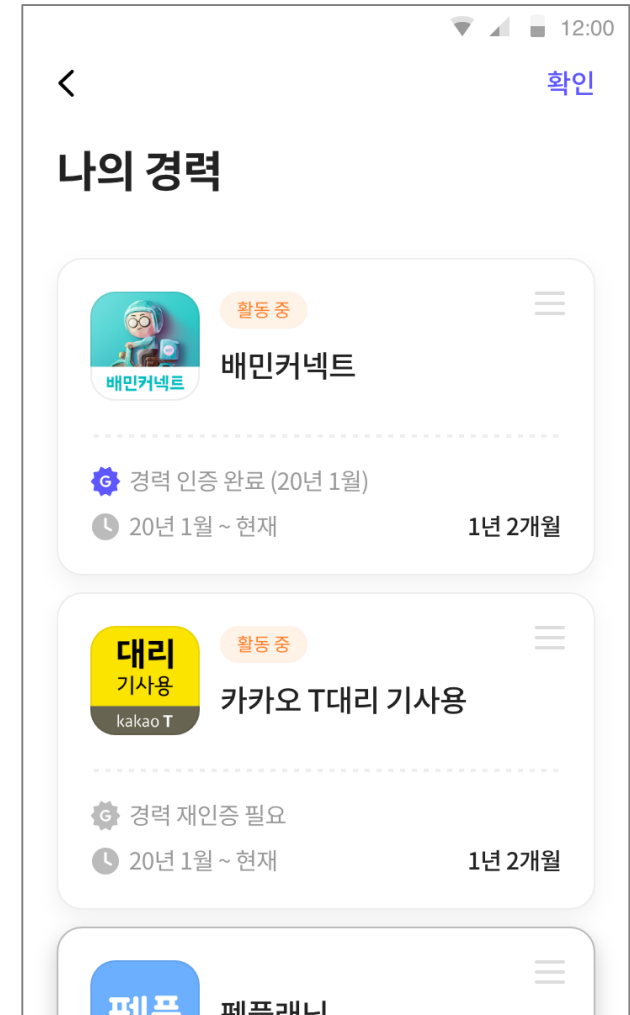 12:00
확인
나의 경력
활동 중
배민커넥트
배민커넥트
G 경력 인증 완료 (20년 1월)
20년 1월 ~ 현재 1년 2개월
대리
기사용
kakao T
활동 중
카카오 T대리 기사용
G 경력 재인증 필요
20년 1월 ~ 현재 1년 2개월